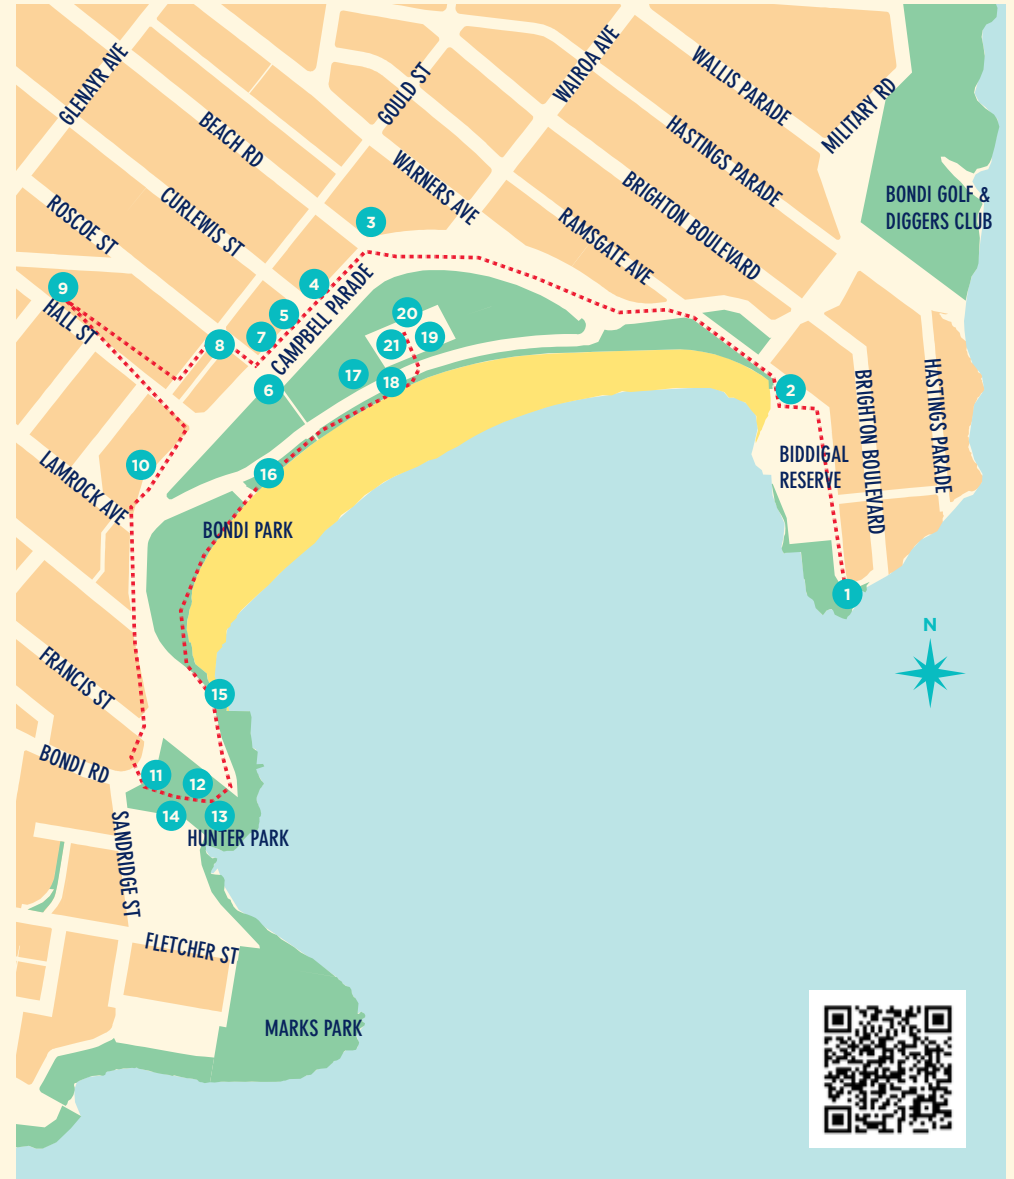 GLENAYR AVE
BEACH RD
GOULD ST
WAIROA AVE
WALLIS PARADE
MILITARY RD
HASTINGS PARADE
WARNERS AVE
BRIGHTON BOULEVARD
BONDI GOLF &
DIGGERS CLUB
CURLEWIS ST
ROSCOE ST
3
RAMSGATE AVE
4
9
5
CAMPBELL PARADE
20
HALL ST
7
8
19
21
17
18
6
2
BRIGHTON BOULEVARD
HASTINGS PARADE
10
16
BIDDIGAL
RESERVE
LAMROCK AVE
BONDI PARK
1
N
FRANCIS ST
15
BONDI RD
11
12
14
13
HUNTER PARK
SANDRIDGE ST
FLETCHER ST
MARKS PARK